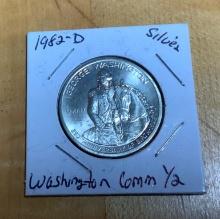 1982-D Silver
GEORGE WASHINGTON
Washington Comm ½